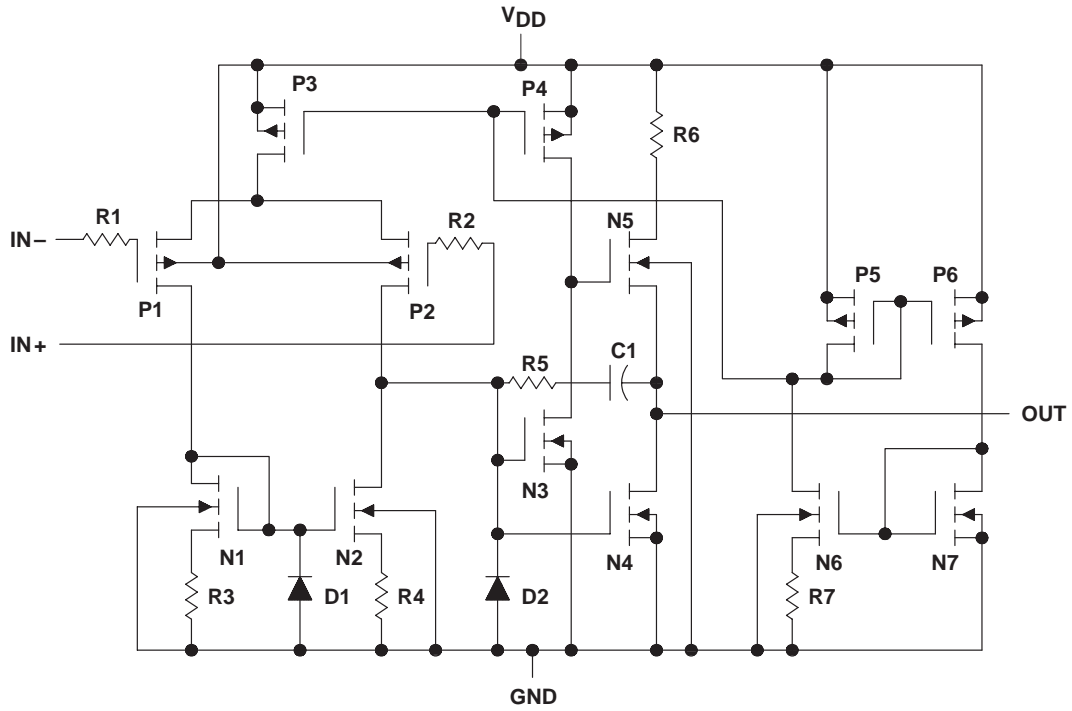 VDD
P3
P4
R6
R1
R2
N5
IN−
P5
P6
P1
P2
IN+
R5
C1
OUT
N3
N1
N2
N4
N6
N7
R3
D1
R4
D2
R7
GND